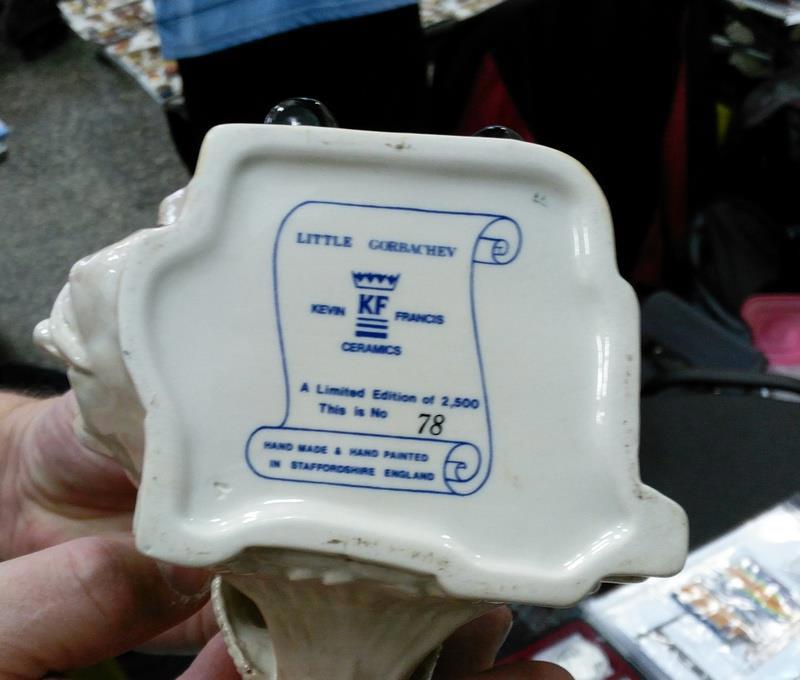 LITTLE GORBACHEV
KF
KEVIN FRANCIS
CERAMICS
A Limited Edition of 2,500
This is No 78
HAND MADE & HAND PAINTED
IN STAFFORDSHIRE ENGLAND